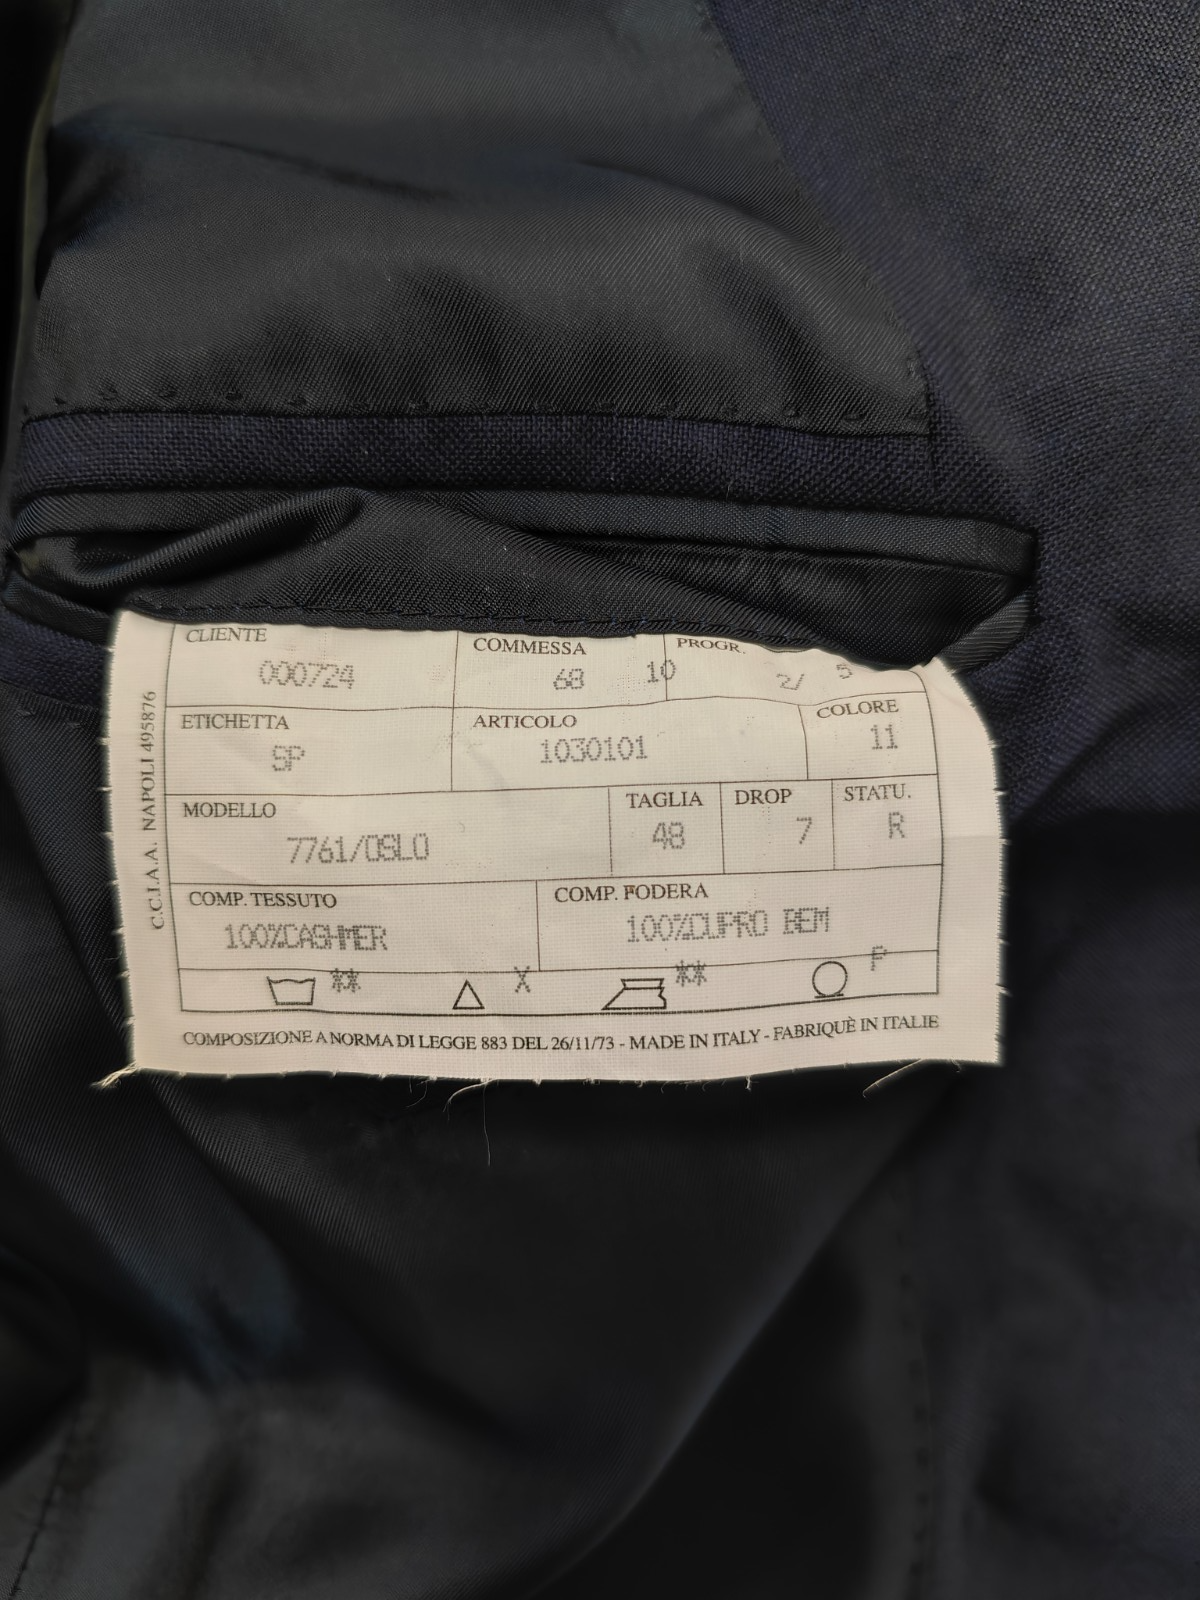 CLIENTE COMMESSA PROGR.
000724 68 10 2/ 5
ETICHETTA ARTICOLO COLORE
SP 1030101 11
MODELLO TAGLIA DROP STATU.
7761/OSLO 48 7 R
COMP. TESSUTO COMP. FODERA
100%CASHMER 100%CUPRO BEM
** X ** P
COMPOSIZIONE A NORMA DI LEGGE 883 DEL 26/11/73 - MADE IN ITALY - FABRIQUÈ IN ITALIE
C.C.I.A.A. NAPOLI 495876